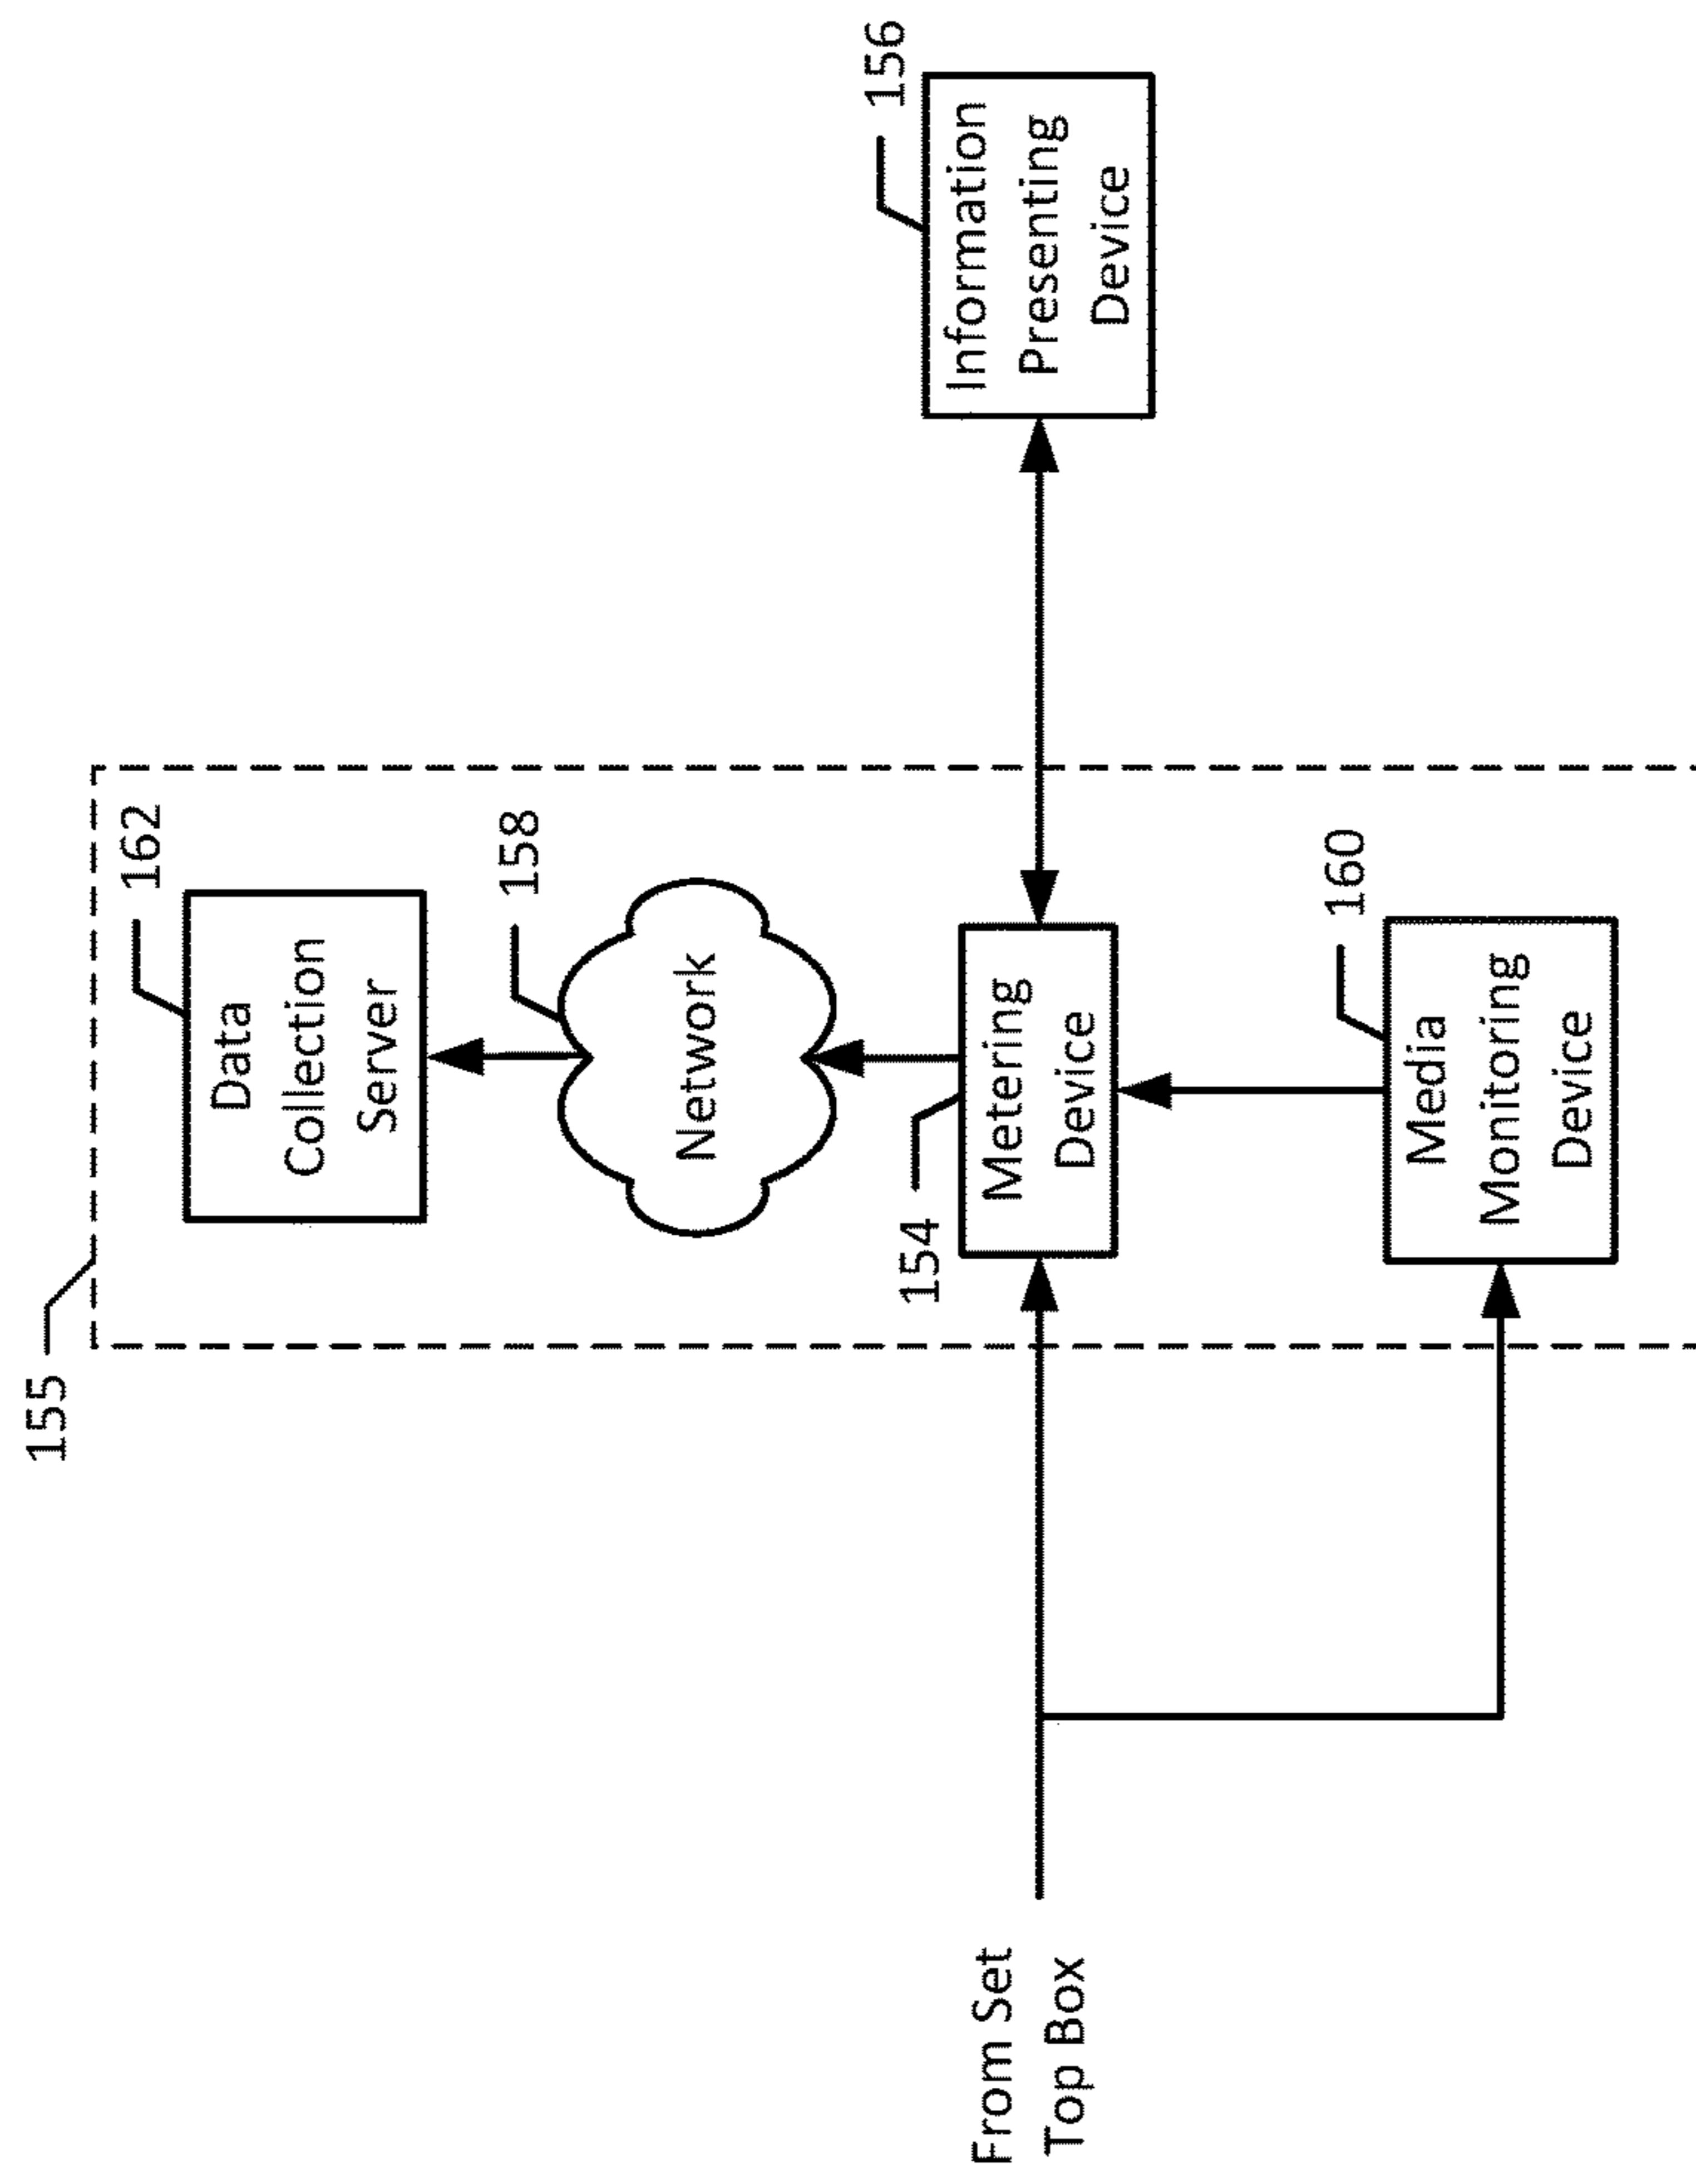 155
162
Data
Collection
Server
158
Network
154
Metering
Device
156
Information
Presenting
Device
160
Media
Monitoring
Device
From Set
Top Box